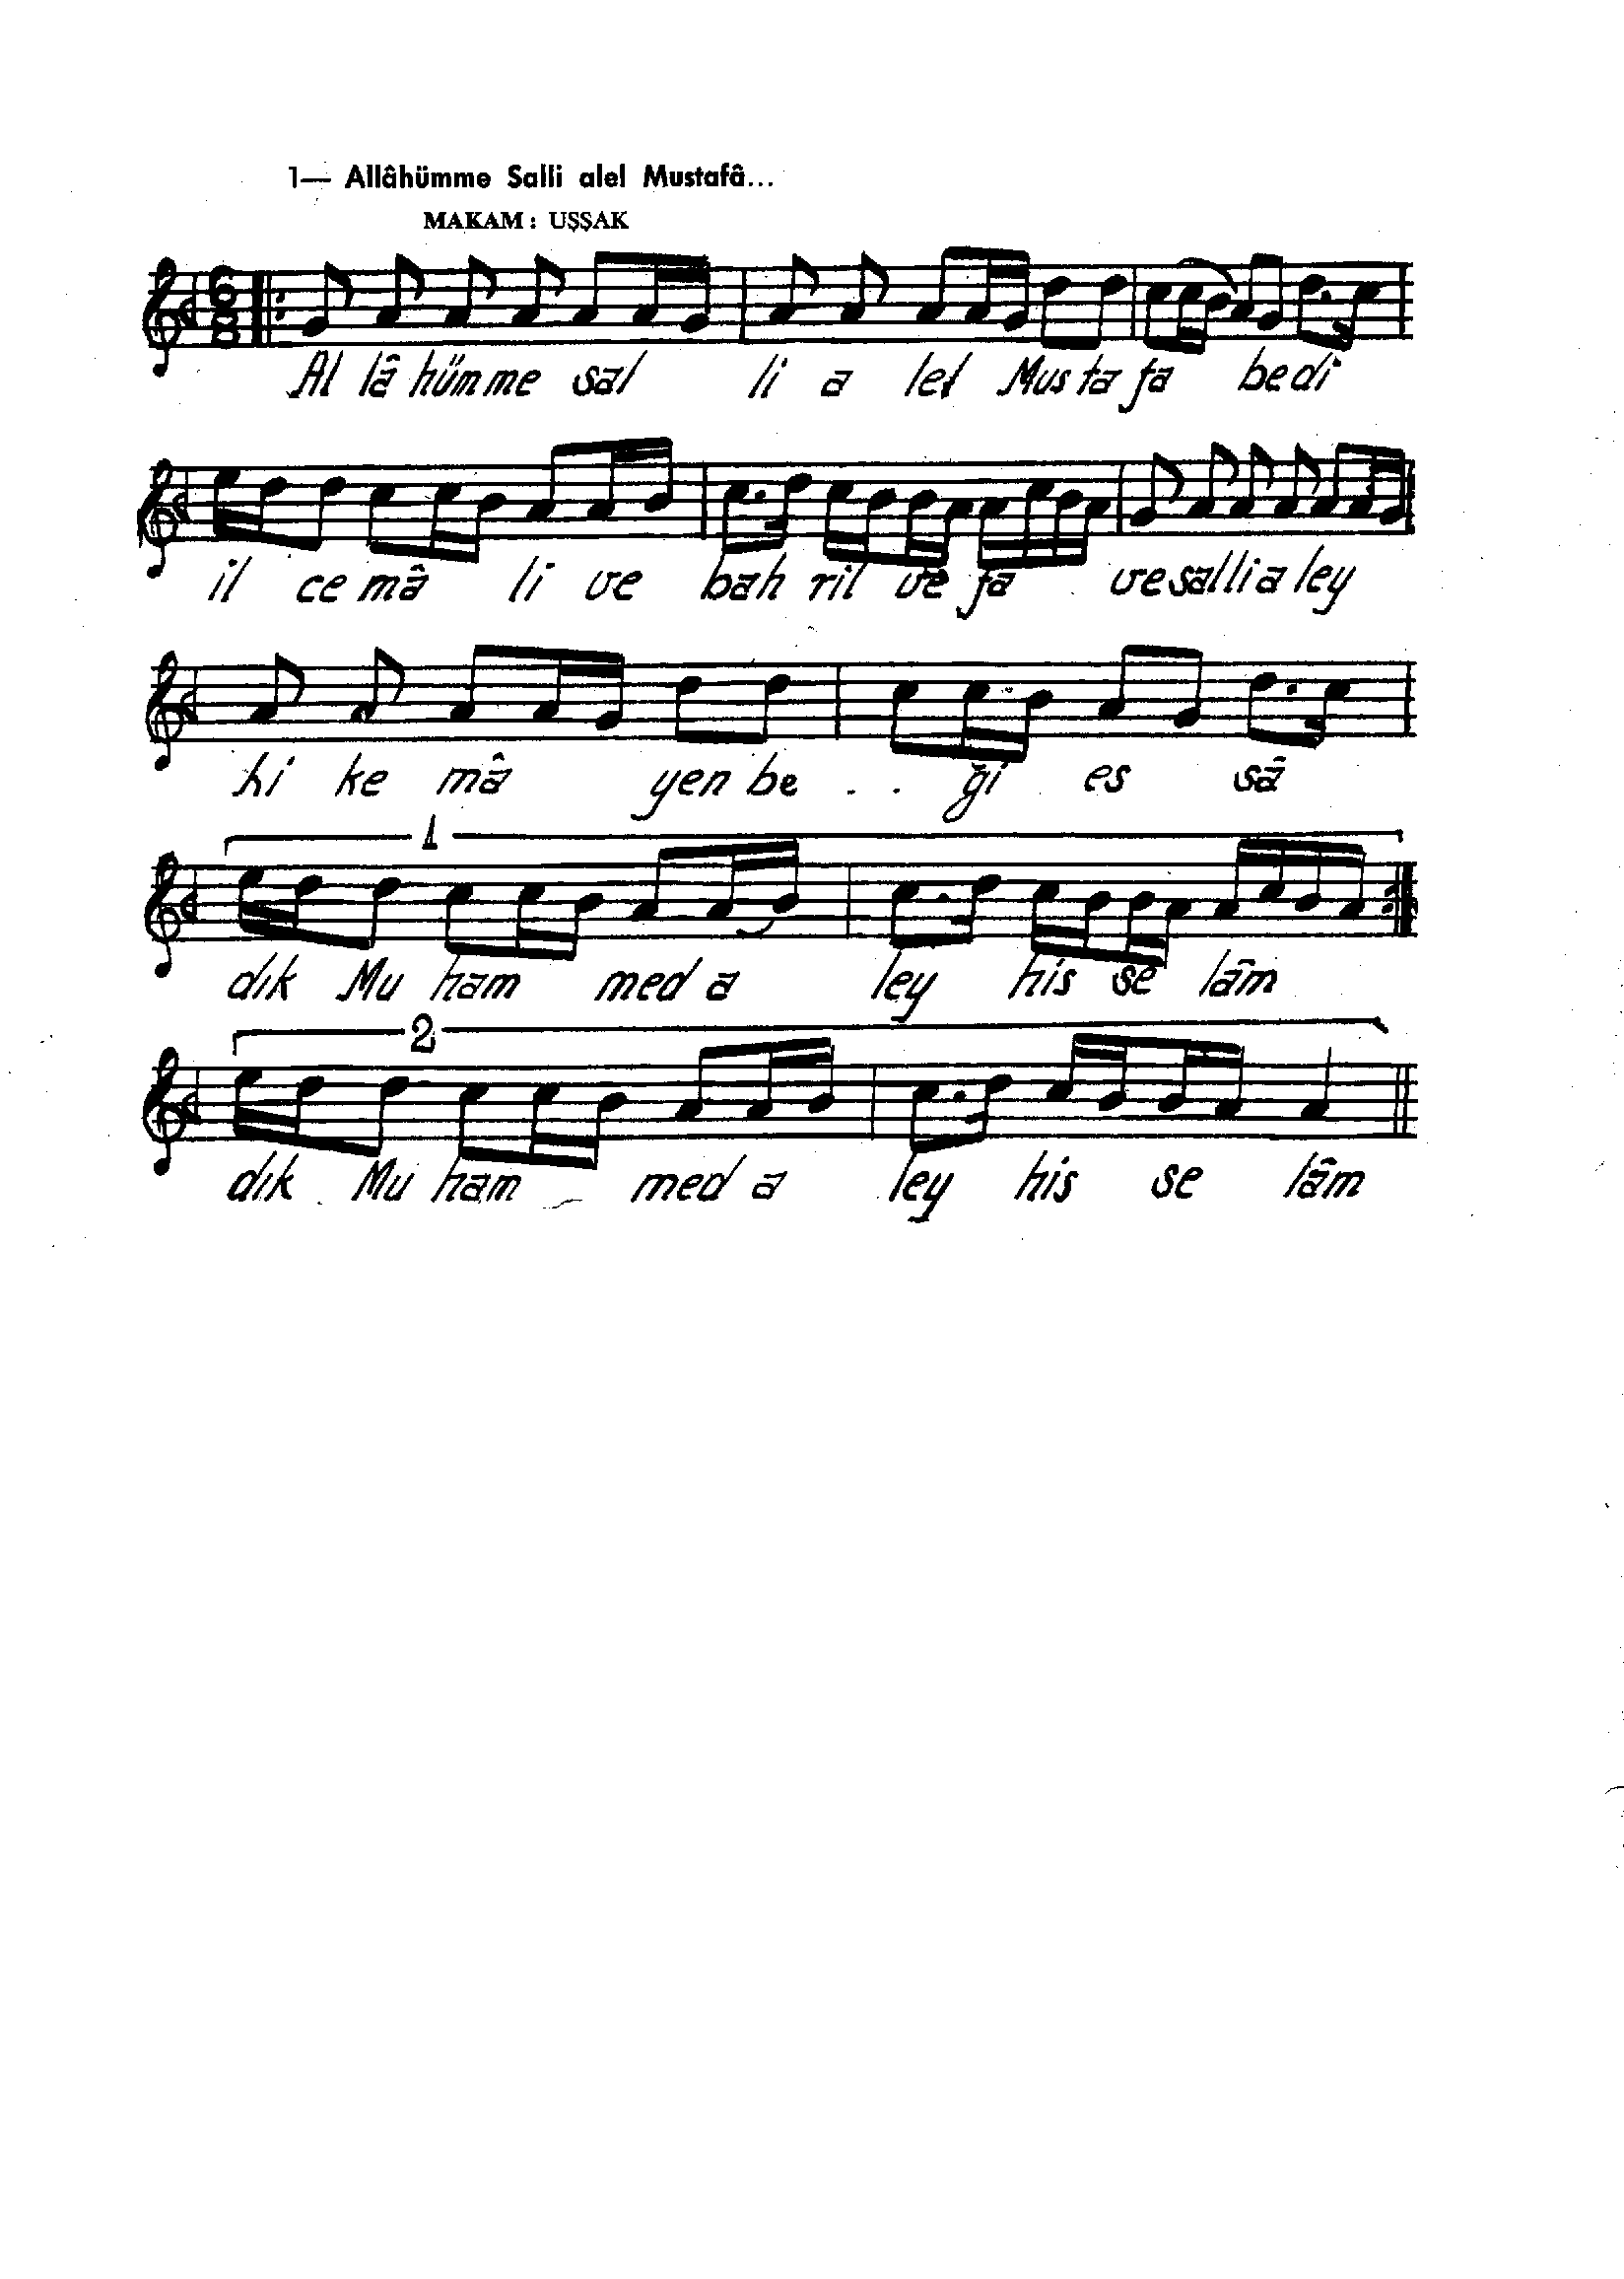 1— Allâhümme Salli alel Mustafâ...
MAKAM : UŞŞAK
6
8
Al lâ hüm me sal li a lel Mus ta fa be di
il ce mâ li ve bah ril ve fa ve sal li a ley
hi ke mâ yen be . . ği es sâ
1
dık Mu ham med a ley his se lâm
2
dık Mu ham med a ley his se lâm